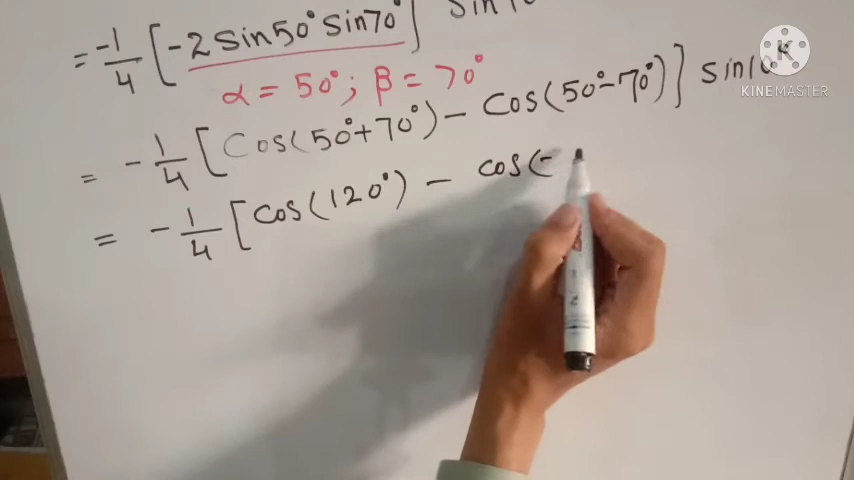 = -1/4 [-2 Sin50° Sin70°] Sin10
α = 50° ; β = 70°
= -1/4 [Cos(50°+70°) - Cos(50°-70°)] Sin10
= -1/4 [Cos(120°) - Cos(-
K
KINEMASTER